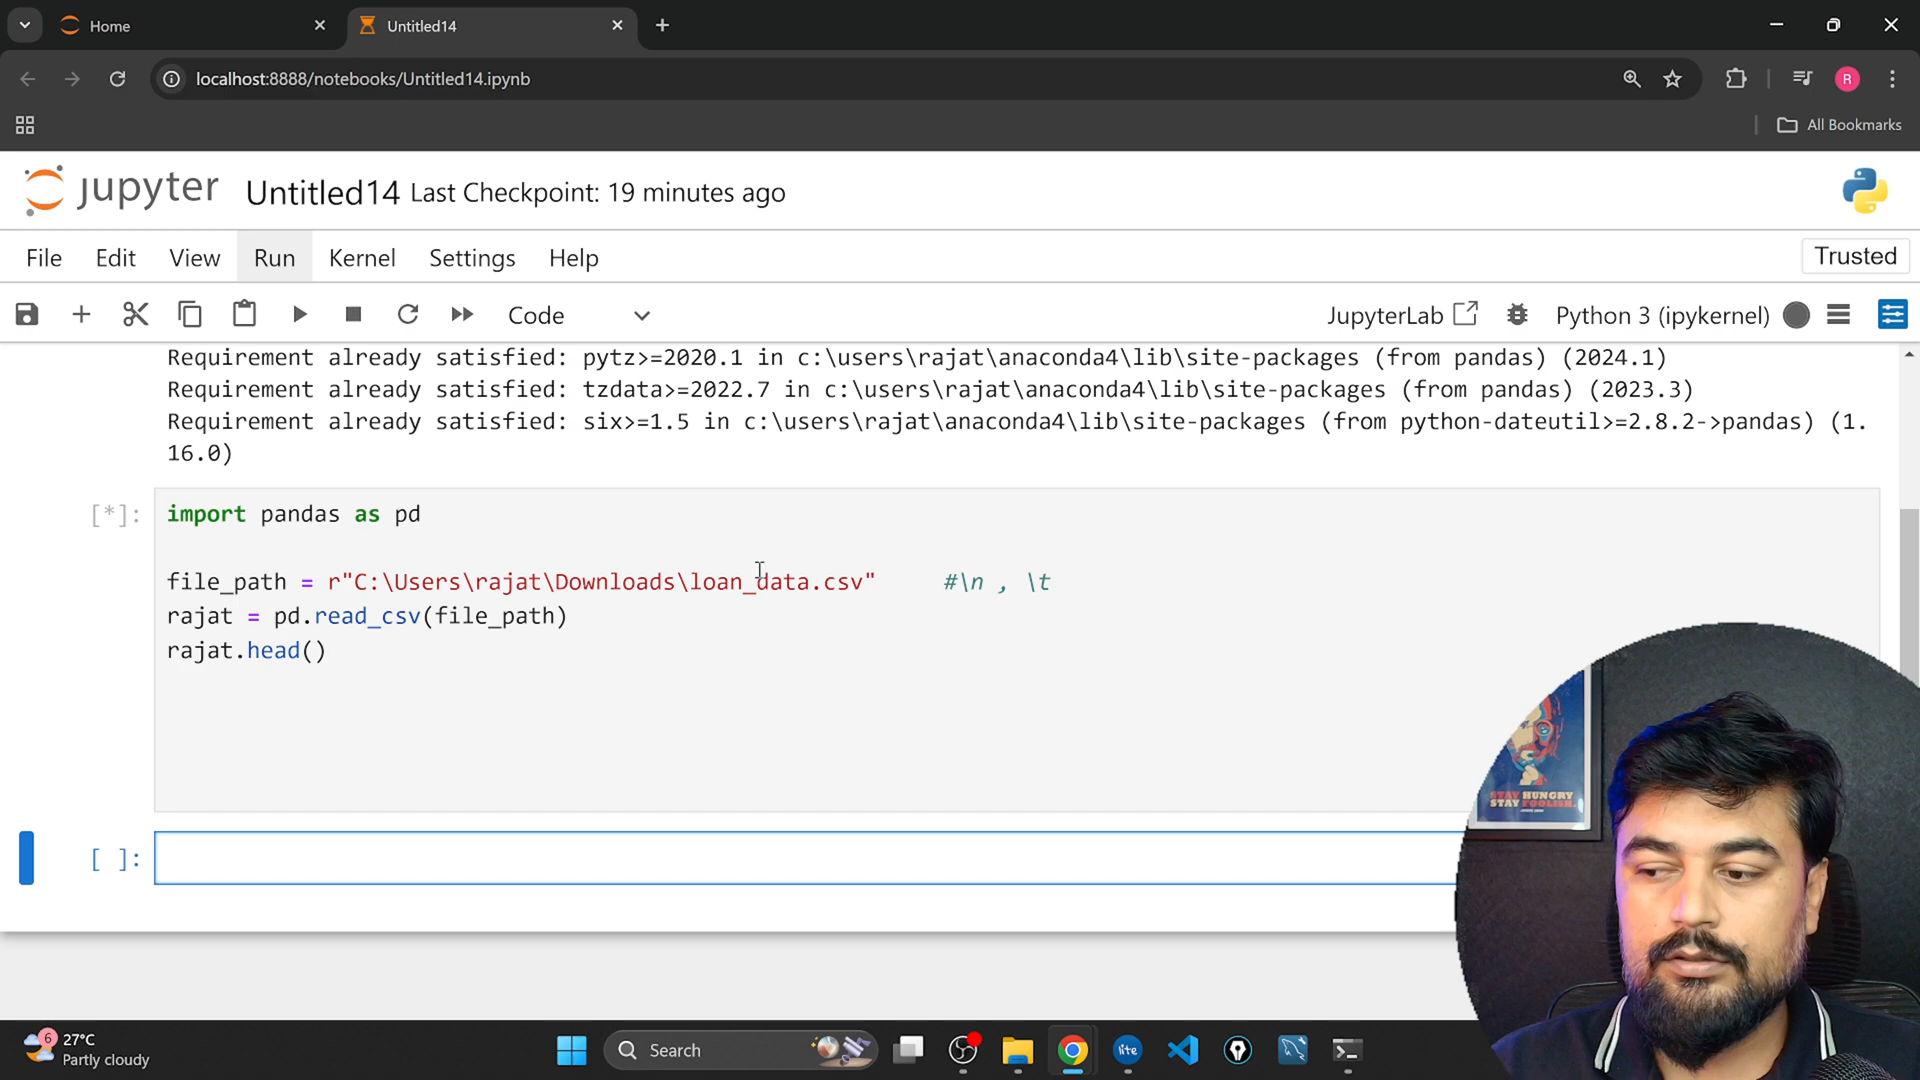 Home
Untitled14
localhost:8888/notebooks/Untitled14.ipynb
R
All Bookmarks
jupyter Untitled14 Last Checkpoint: 19 minutes ago
File Edit View Run Kernel Settings Help
Trusted
Code
JupyterLab
Python 3 (ipykernel)
Requirement already satisfied: pytz>=2020.1 in c:\users\rajat\anaconda4\lib\site-packages (from pandas) (2024.1)
Requirement already satisfied: tzdata>=2022.7 in c:\users\rajat\anaconda4\lib\site-packages (from pandas) (2023.3)
Requirement already satisfied: six>=1.5 in c:\users\rajat\anaconda4\lib\site-packages (from python-dateutil>=2.8.2->pandas) (1.
16.0)
[*]: import pandas as pd
file_path = r"C:\Users\rajat\Downloads\loan_data.csv" #\n , \t
rajat = pd.read_csv(file_path)
rajat.head()
[ ]:
STAY HUNGRY
STAY FOOLISH.
6
27°C
Partly cloudy
Search
lite